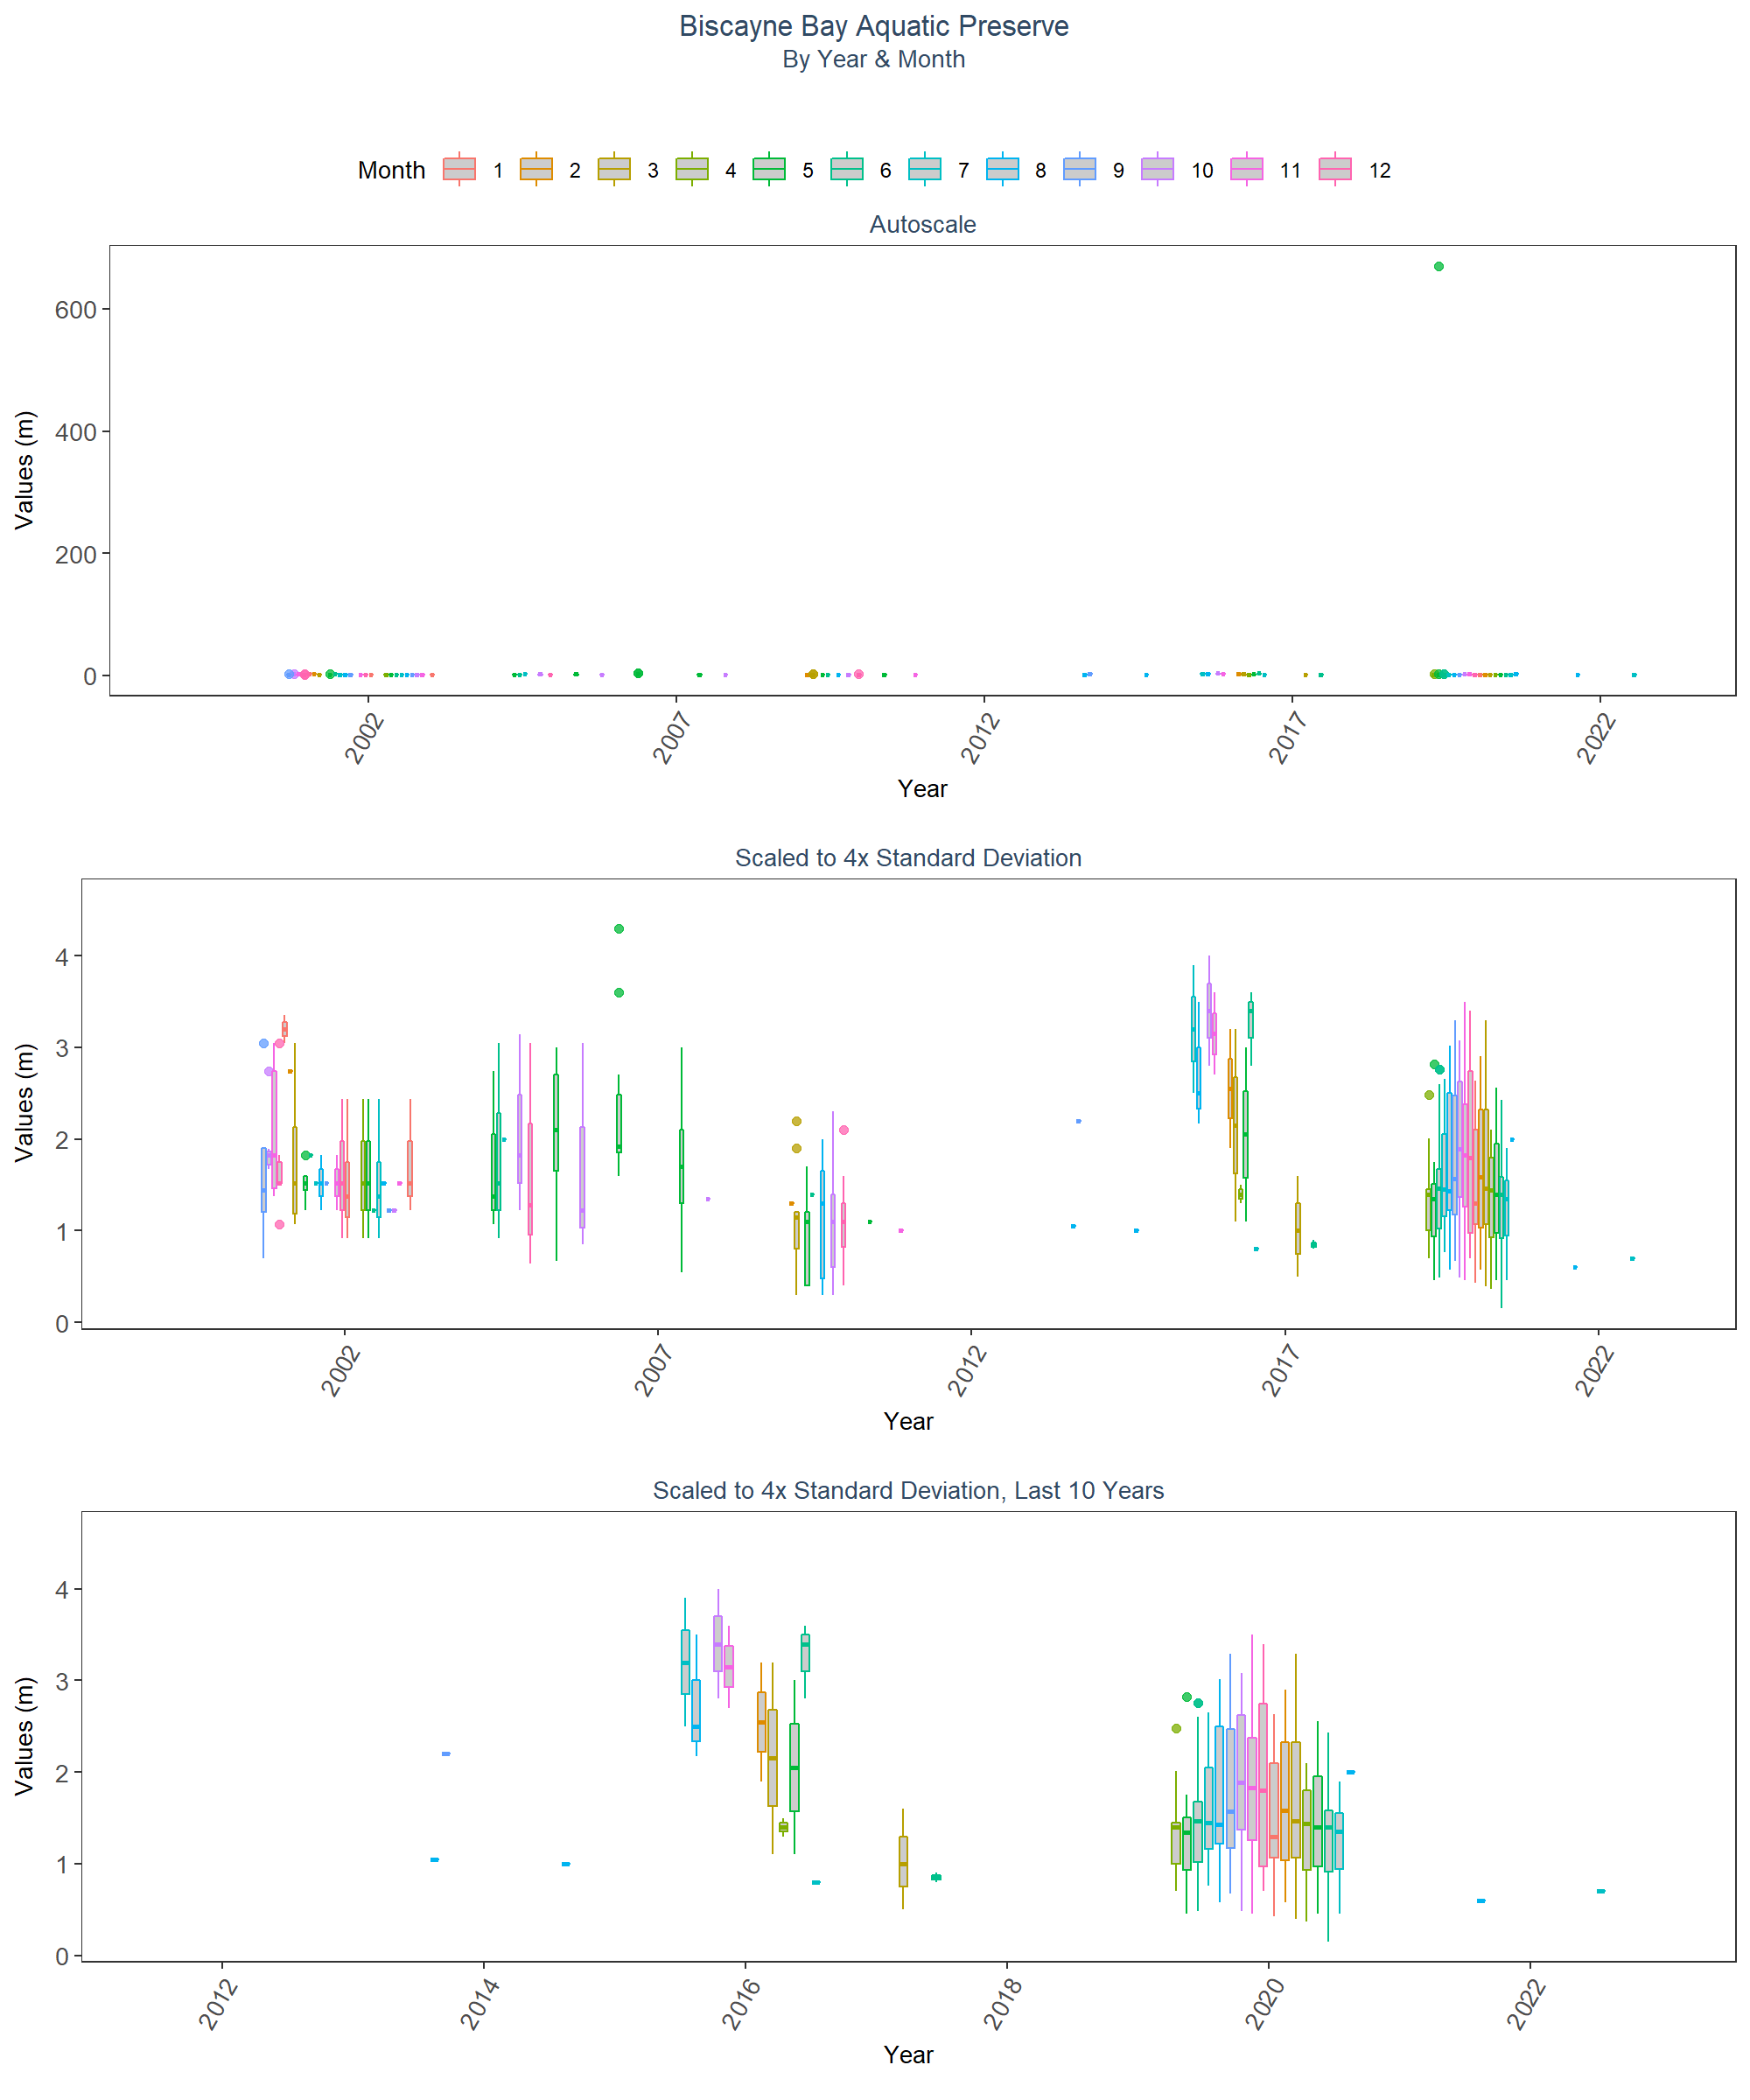 Biscayne Bay Aquatic Preserve
By Year & Month
Month 1 2 3 4 5 6 7 8 9 10 11 12
Autoscale
Values (m)
600
400
200
0
2002 2007 2012 2017 2022
Year
Scaled to 4x Standard Deviation
Values (m)
4
3
2
1
0
2002 2007 2012 2017 2022
Year
Scaled to 4x Standard Deviation, Last 10 Years
Values (m)
4
3
2
1
0
2012 2014 2016 2018 2020 2022
Year